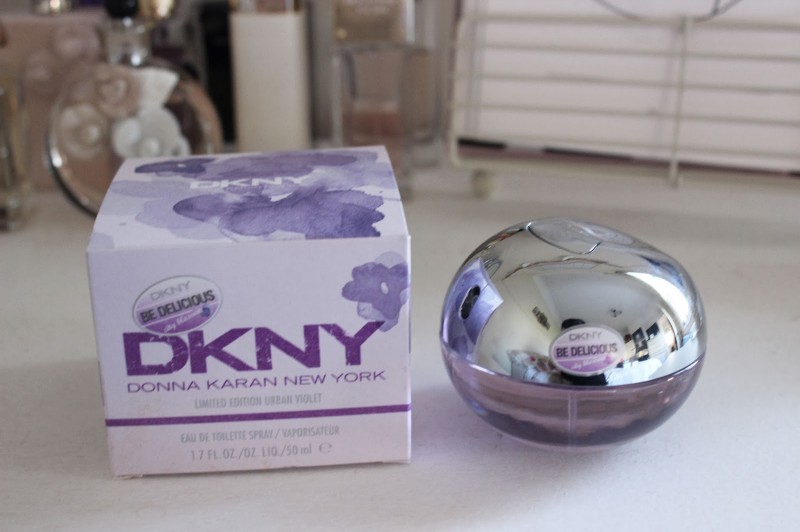 DKNY
DKNY
BE DELICIOUS
DKNY
DONNA KARAN NEW YORK
LIMITED EDITION URBAN VIOLET
EAU DE TOILETTE SPRAY / VAPORISATEUR
1.7 FL. OZ./OZ. LIQ./50 ml ℮
DKNY
BE DELICIOUS